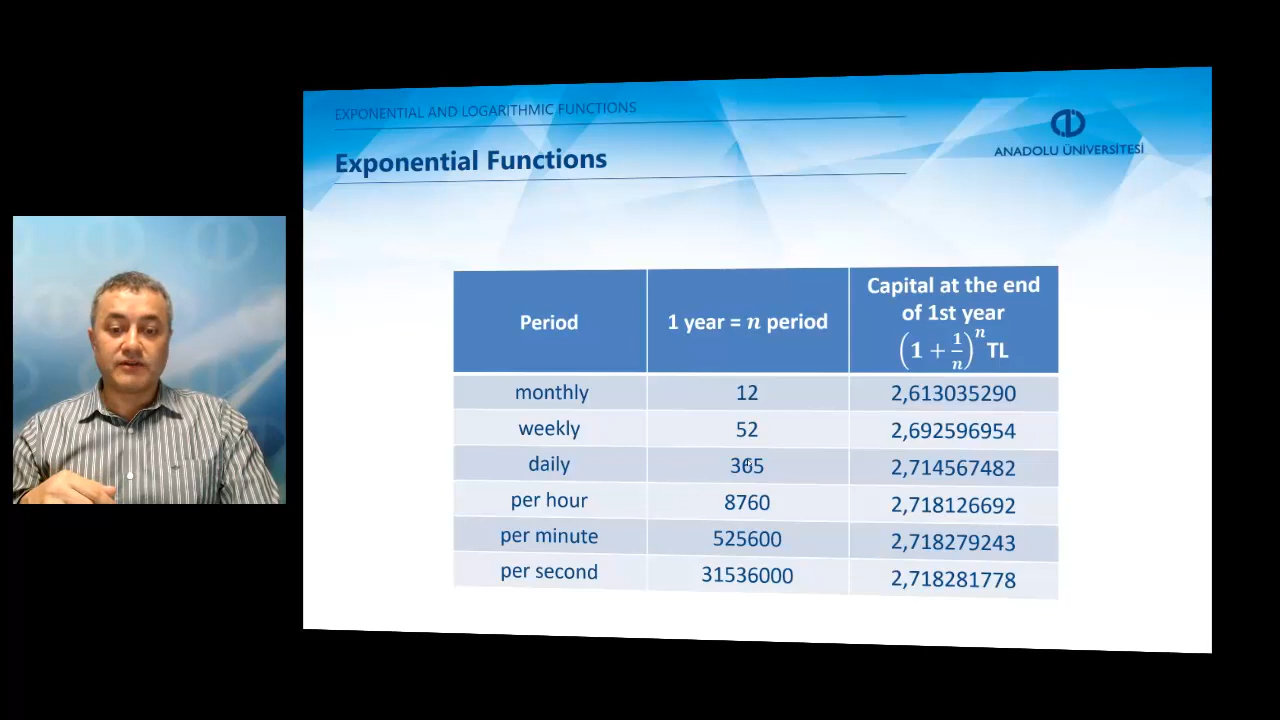 EXPONENTIAL AND LOGARITHMIC FUNCTIONS
Exponential Functions
ANADOLU ÜNİVERSİTESİ
Period 1 year = n period Capital at the end of 1st year (1 + 1/n)^n TL
monthly 12 2,613035290
weekly 52 2,692596954
daily 365 2,714567482
per hour 8760 2,718126692
per minute 525600 2,718279243
per second 31536000 2,718281778